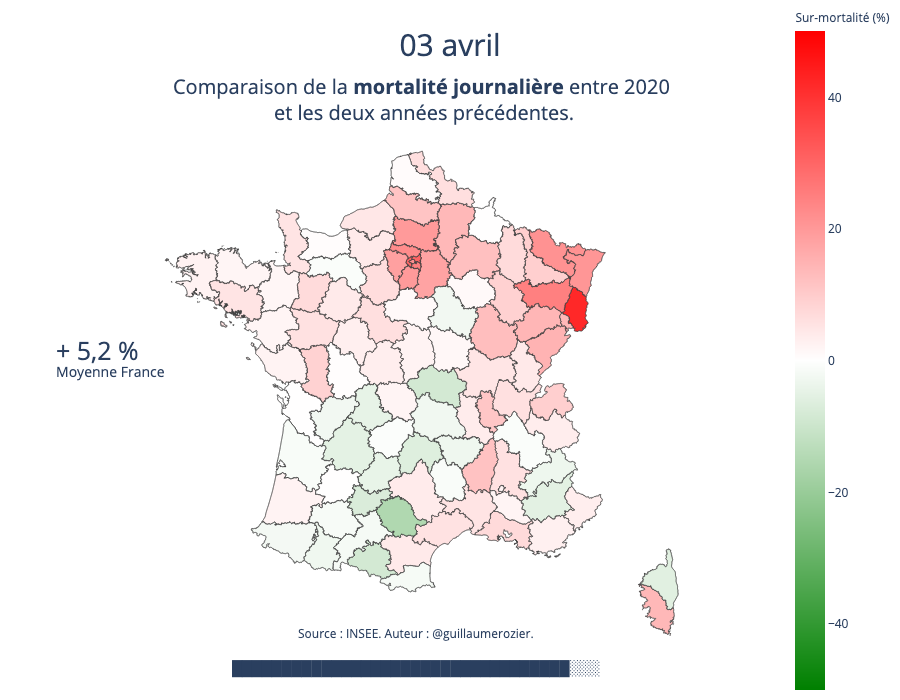 Sur-mortalité (%)
03 avril
Comparaison de la mortalité journalière entre 2020
et les deux années précédentes.
40
20
0
−20
−40
+ 5,2 %
Moyenne France
Source : INSEE. Auteur : @guillaumerozier.